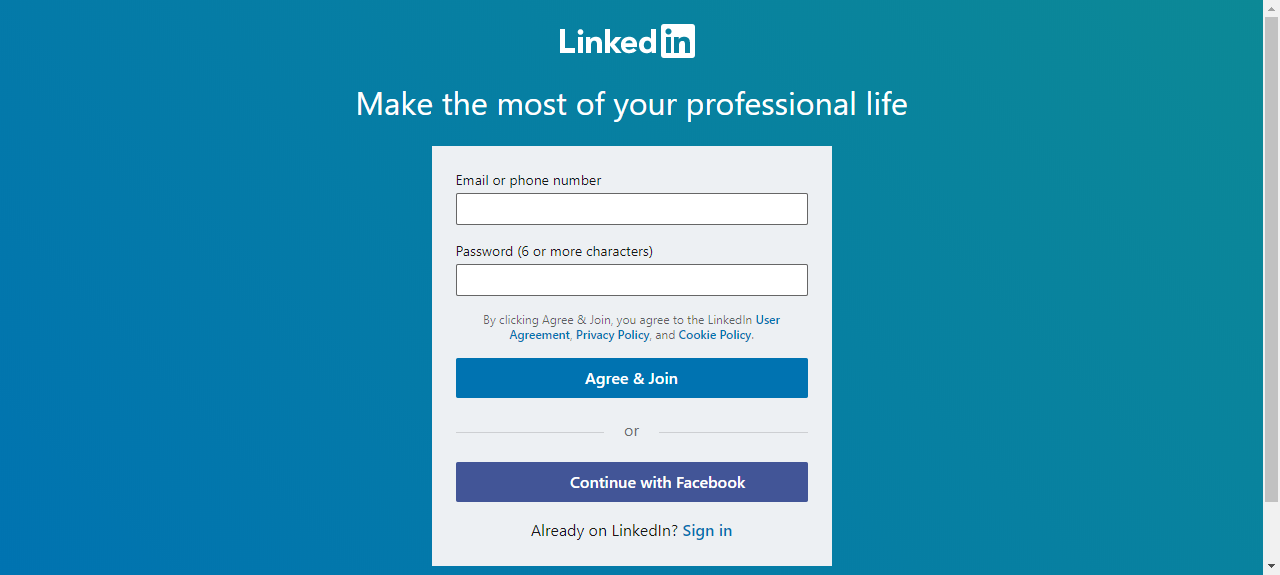 Linked in
Make the most of your professional life
Email or phone number
Password (6 or more characters)
By clicking Agree & Join, you agree to the LinkedIn User
Agreement, Privacy Policy, and Cookie Policy.
Agree & Join
or
Continue with Facebook
Already on LinkedIn? Sign in